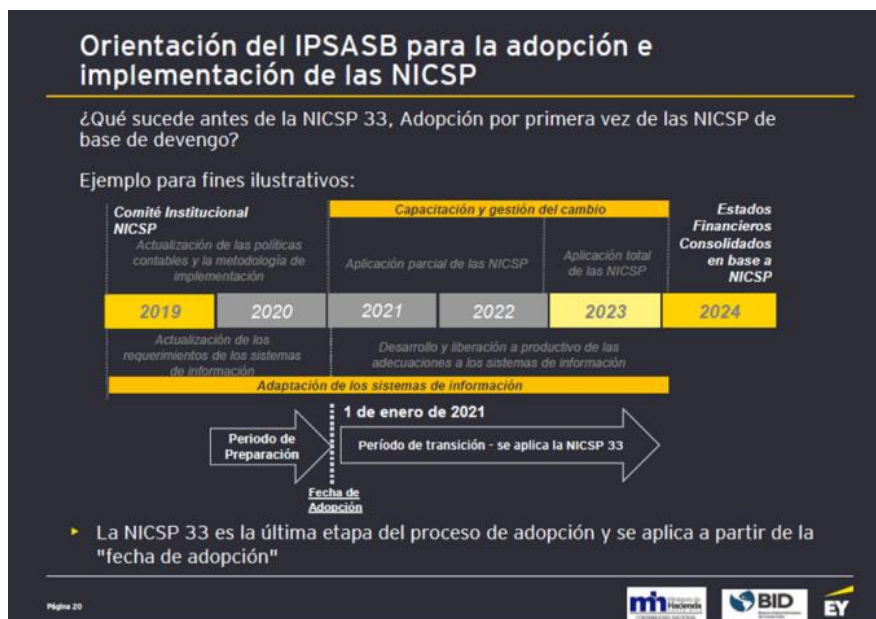 Orientación del IPSASB para la adopción e
implementación de las NICSP
¿Qué sucede antes de la NICSP 33, Adopción por primera vez de las NICSP de
base de devengo?
Ejemplo para fines ilustrativos:
Comité Institucional
NICSP
Actualización de las políticas
contables y la metodología de
implementación
Capacitación y gestión del cambio
Aplicación parcial de las NICSP
Aplicación total
de las NICSP
Estados
Financieros
Consolidados
en base a
NICSP
2019
2020
2021
2022
2023
2024
Actualización de los
requerimientos de los sistemas
de información
Desarrollo y liberación a productivo de las
adecuaciones a los sistemas de información
Adaptación de los sistemas de información
1 de enero de 2021
Periodo de
Preparación
Período de transición - se aplica la NICSP 33
Fecha de
Adopción
La NICSP 33 es la última etapa del proceso de adopción y se aplica a partir de la
"fecha de adopción"
Página 20
mh
Hacienda
BID
EY